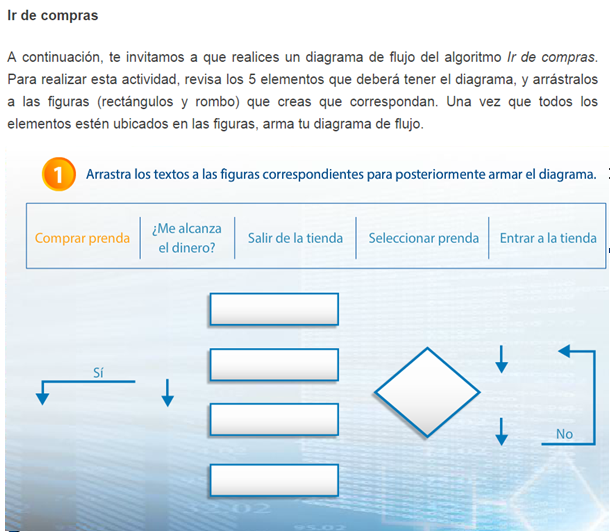 Ir de compras
A continuación, te invitamos a que realices un diagrama de flujo del algoritmo Ir de compras.
Para realizar esta actividad, revisa los 5 elementos que deberá tener el diagrama, y arrástralos
a las figuras (rectángulos y rombo) que creas que correspondan. Una vez que todos los
elementos estén ubicados en las figuras, arma tu diagrama de flujo.
1 Arrastra los textos a las figuras correspondientes para posteriormente armar el diagrama.
Comprar prenda
¿Me alcanza
el dinero?
Salir de la tienda
Seleccionar prenda
Entrar a la tienda
Sí
No